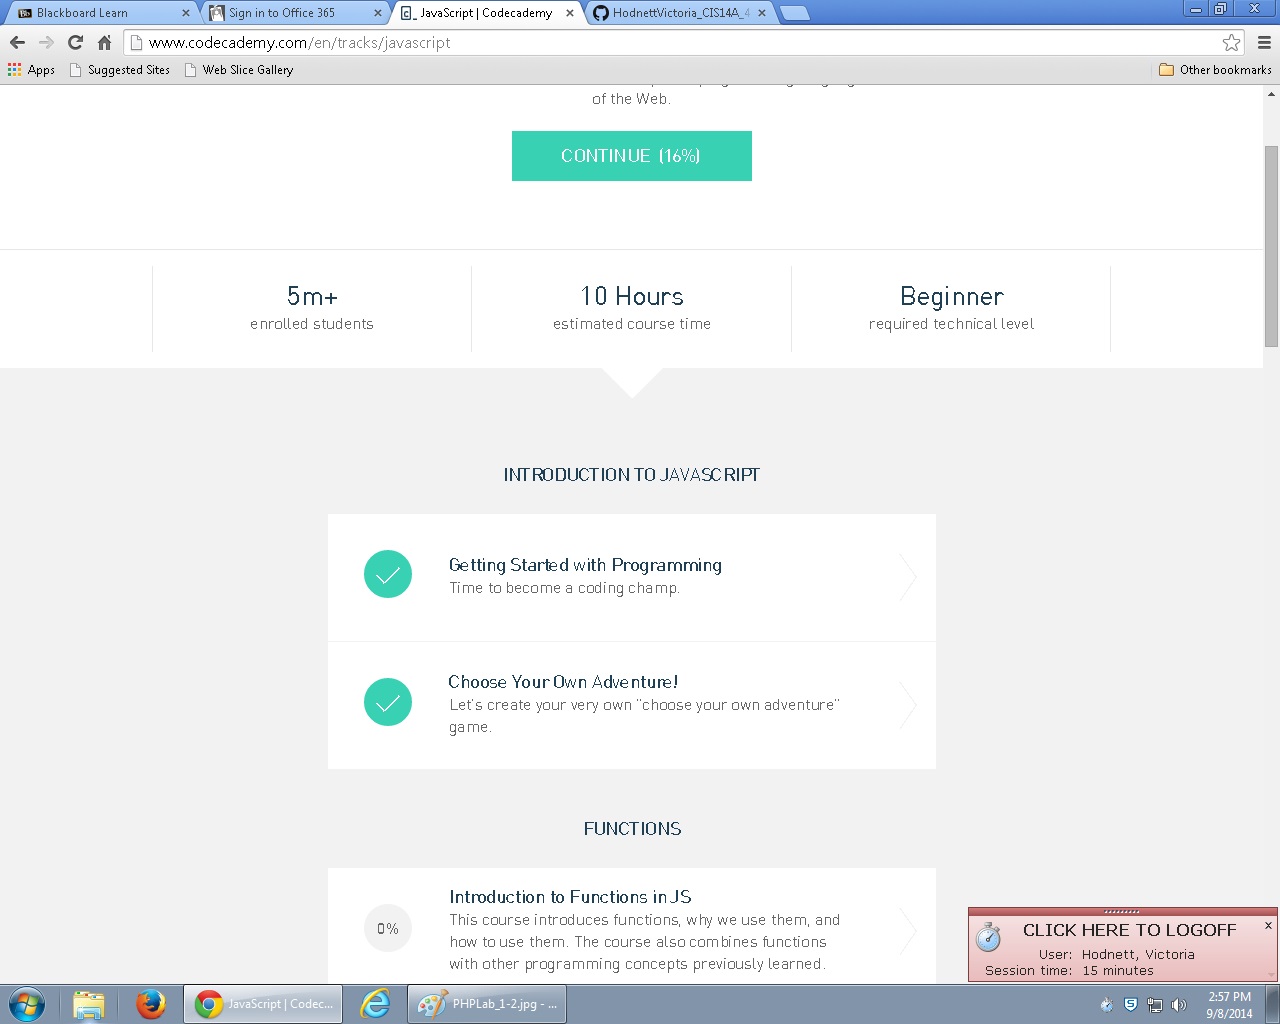 Blackboard Learn
Sign in to Office 365
JavaScript | Codecademy
HodnettVictoria_CIS14A_4
www.codecademy.com/en/tracks/javascript
Apps
Suggested Sites
Web Slice Gallery
Other bookmarks
of the Web.
CONTINUE (16%)
5m+
enrolled students
10 Hours
estimated course time
Beginner
required technical level
INTRODUCTION TO JAVASCRIPT
Getting Started with Programming
Time to become a coding champ.
Choose Your Own Adventure!
Let's create your very own "choose your own adventure"
game.
FUNCTIONS
0%
Introduction to Functions in JS
This course introduces functions, why we use them, and
how to use them. The course also combines functions
with other programming concepts previously learned.
CLICK HERE TO LOGOFF
User: Hodnett, Victoria
Session time: 15 minutes
JavaScript | Codec...
PHPLab_1-2.jpg - ...
2:57 PM
9/8/2014